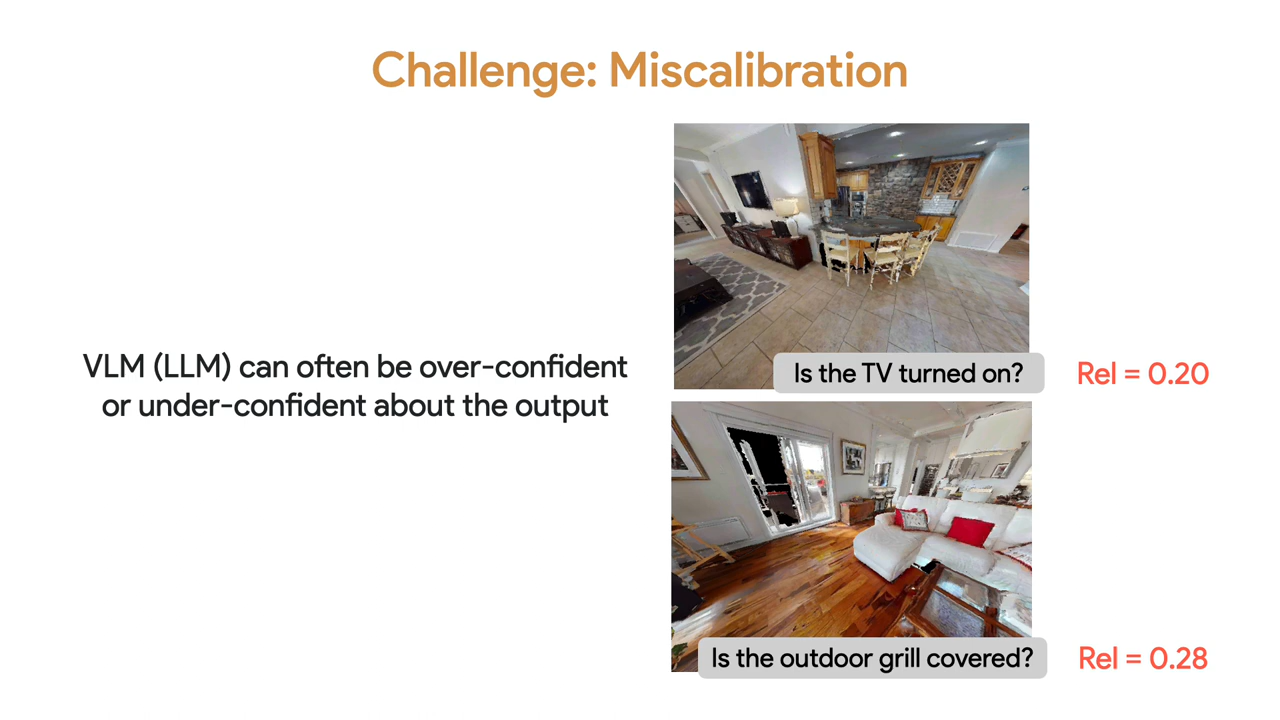 Challenge: Miscalibration
VLM (LLM) can often be over-confident
or under-confident about the output
Is the TV turned on?
Rel = 0.20
Is the outdoor grill covered?
Rel = 0.28